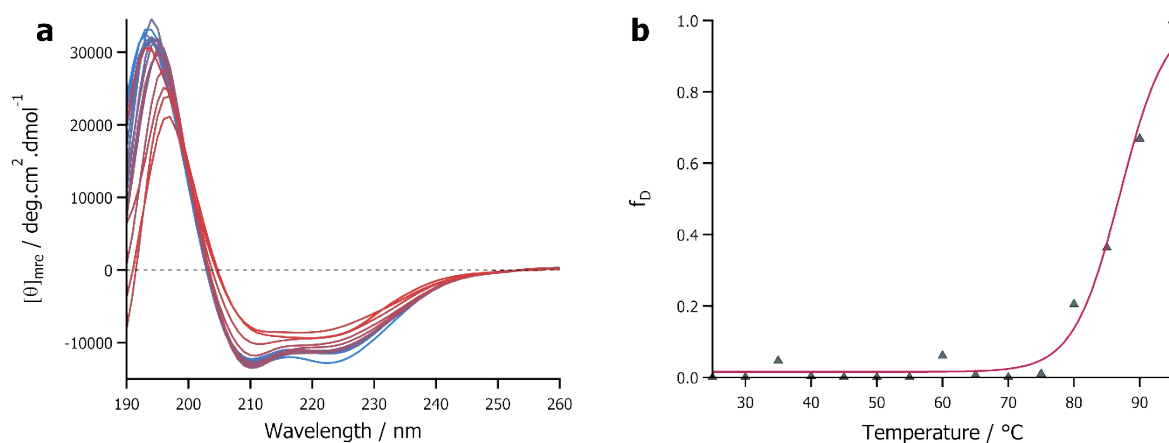 a
30000
20000
10000
0
-10000
[θ]mre / deg.cm².dmol⁻¹
190 200 210 220 230 240 250 260
Wavelength / nm
b
1.0
0.8
0.6
0.4
0.2
0.0
f_D
30 40 50 60 70 80 90
Temperature / °C